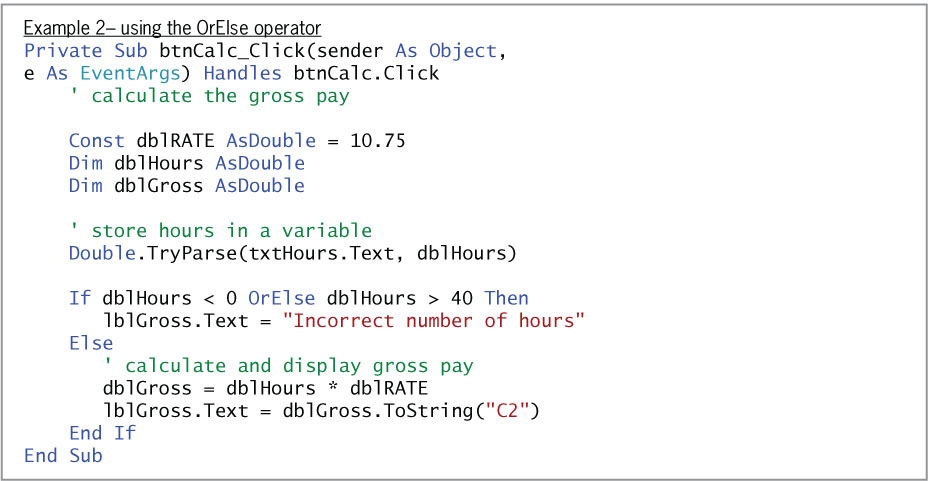 Example 2– using the OrElse operator
Private Sub btnCalc_Click(sender As Object,
e As EventArgs) Handles btnCalc.Click
    ' calculate the gross pay

    Const dblRATE AsDouble = 10.75
    Dim dblHours AsDouble
    Dim dblGross AsDouble

    ' store hours in a variable
    Double.TryParse(txtHours.Text, dblHours)

    If dblHours < 0 OrElse dblHours > 40 Then
       lblGross.Text = "Incorrect number of hours"
    Else
       ' calculate and display gross pay
       dblGross = dblHours * dblRATE
       lblGross.Text = dblGross.ToString("C2")
    End If
End Sub